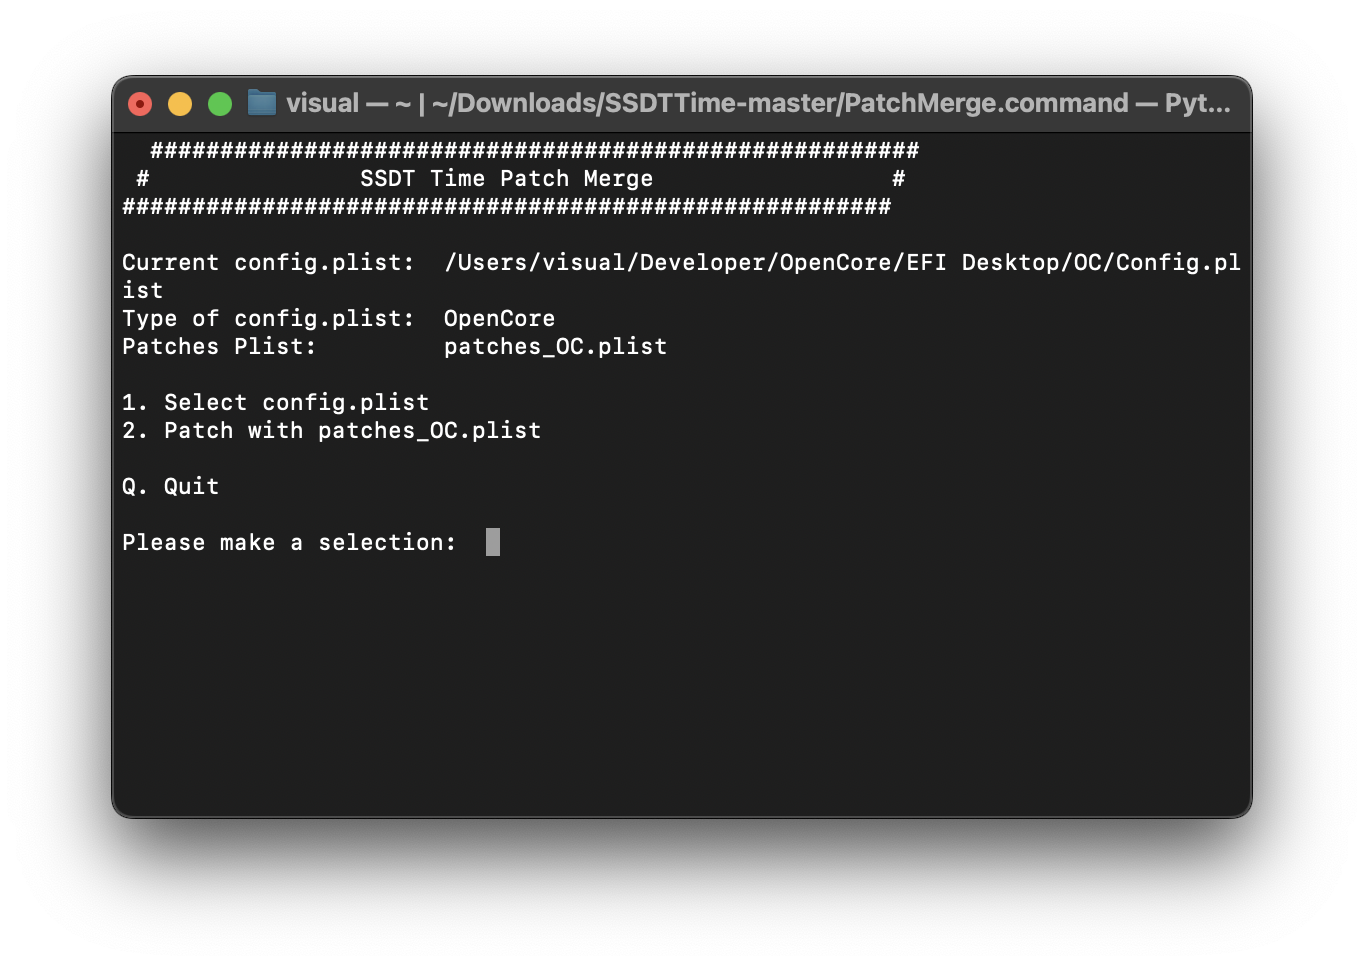 visual — ~ | ~/Downloads/SSDTTime-master/PatchMerge.command — Pyt...
#######################################################
# SSDT Time Patch Merge #
#######################################################
Current config.plist: /Users/visual/Developer/OpenCore/EFI Desktop/OC/Config.pl
ist
Type of config.plist: OpenCore
Patches Plist: patches_OC.plist
1. Select config.plist
2. Patch with patches_OC.plist
Q. Quit
Please make a selection: